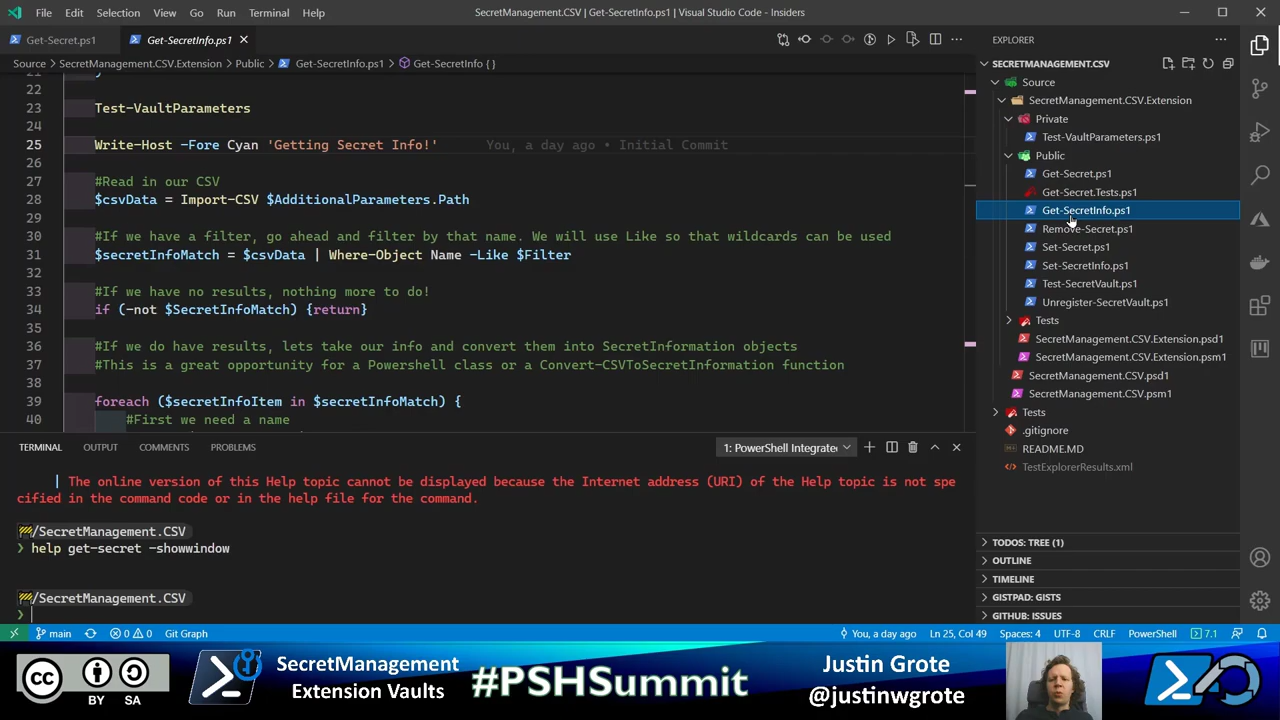 File Edit Selection View Go Run Terminal Help
SecretManagement.CSV | Get-SecretInfo.ps1 | Visual Studio Code - Insiders
Get-Secret.ps1
Get-SecretInfo.ps1
Source > SecretManagement.CSV.Extension > Public > Get-SecretInfo.ps1 > Get-SecretInfo { }
21 }
22
23 Test-VaultParameters
24
25 Write-Host -Fore Cyan 'Getting Secret Info!' You, a day ago • Initial Commit
26
27 #Read in our CSV
28 $csvData = Import-CSV $AdditionalParameters.Path
29
30 #If we have a filter, go ahead and filter by that name. We will use Like so that wildcards can be used
31 $secretInfoMatch = $csvData | Where-Object Name -Like $Filter
32
33 #If we have no results, nothing more to do!
34 if (-not $SecretInfoMatch) {return}
35
36 #If we do have results, lets take our info and convert them into SecretInformation objects
37 #This is a great opportunity for a Powershell class or a Convert-CSVToSecretInformation function
38
39 foreach ($secretInfoItem in $secretInfoMatch) {
40 #First we need a name
TERMINAL OUTPUT COMMENTS PROBLEMS
1: PowerShell Integrate
| The online version of this Help topic cannot be displayed because the Internet address (URI) of the Help topic is not spe
cified in the command code or in the help file for the command.
/SecretManagement.CSV
❯ help get-secret -showwindow
/SecretManagement.CSV
❯
EXPLORER
SECRETMANAGEMENT.CSV
Source
SecretManagement.CSV.Extension
Private
Test-VaultParameters.ps1
Public
Get-Secret.ps1
Get-Secret.Tests.ps1
Get-SecretInfo.ps1
Remove-Secret.ps1
Set-Secret.ps1
Set-SecretInfo.ps1
Test-SecretVault.ps1
Unregister-SecretVault.ps1
Tests
SecretManagement.CSV.Extension.psd1
SecretManagement.CSV.Extension.psm1
SecretManagement.CSV.psd1
SecretManagement.CSV.psm1
Tests
.gitignore
README.MD
TestExplorerResults.xml
TODOS: TREE (1)
OUTLINE
TIMELINE
GISTPAD: GISTS
GITHUB: ISSUES
main 0 0 Git Graph
You, a day ago Ln 25, Col 49 Spaces: 4 UTF-8 CRLF PowerShell 7.1
cc BY SA
SecretManagement
Extension Vaults
#PSHSummit
Justin Grote
@justinwgrote